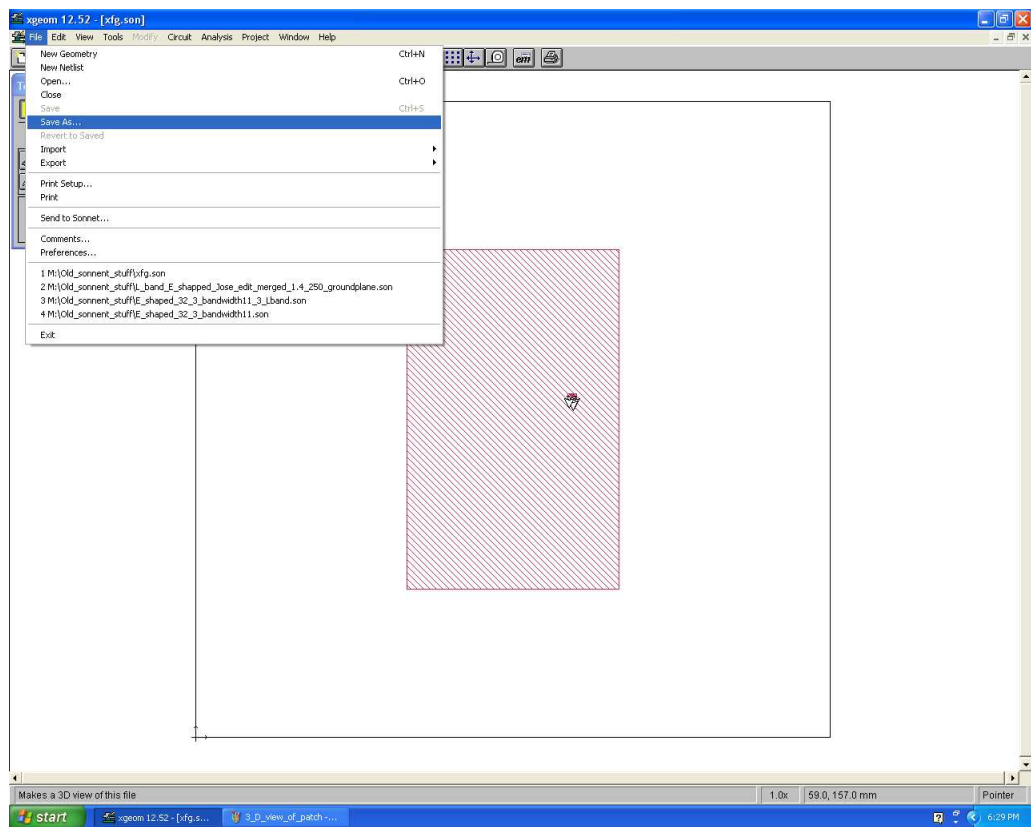 xgeom 12.52 - [xfg.son]
File Edit View Tools Modify Circuit Analysis Project Window Help
New Geometry Ctrl+N
New Netlist
Open... Ctrl+O
Close
Save Ctrl+S
Save As...
Revert to Saved
Import
Export
Print Setup...
Print
Send to Sonnet...
Comments...
Preferences...
1 M:\Old_sonnent_stuff\xfg.son
2 M:\Old_sonnent_stuff\L_band_E_shapped_Jose_edit_merged_1.4_250_groundplane.son
3 M:\Old_sonnent_stuff\E_shaped_32_3_bandwidth11_3_Lband.son
4 M:\Old_sonnent_stuff\E_shaped_32_3_bandwidth11.son
Exit
em
Makes a 3D view of this file 1.0x 59.0, 157.0 mm Pointer
start xgeom 12.52 - [xfg.s... 3_D_view_of_patch -... 6:29 PM